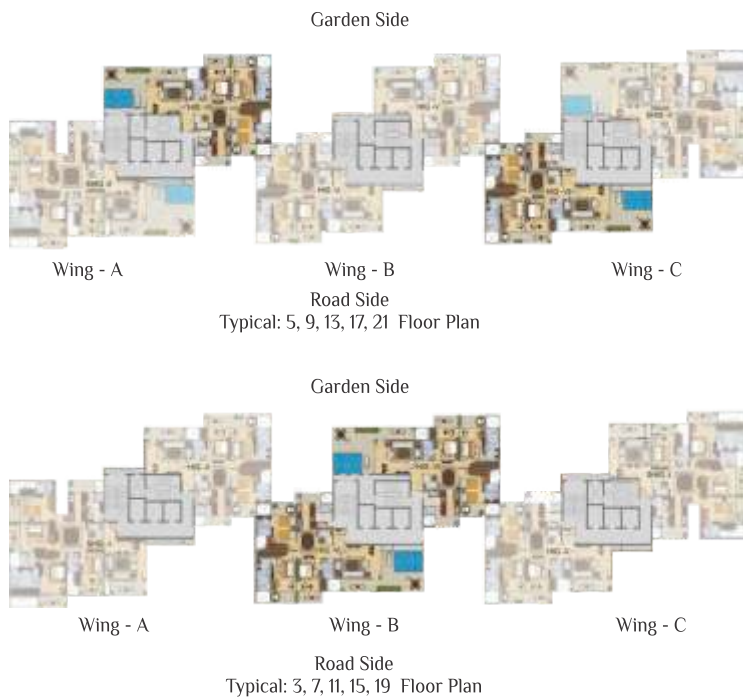 Garden Side
Wing - A
Wing - B
Wing - C
Road Side
Typical: 5, 9, 13, 17, 21 Floor Plan
Garden Side
Wing - A
Wing - B
Wing - C
Road Side
Typical: 3, 7, 11, 15, 19 Floor Plan